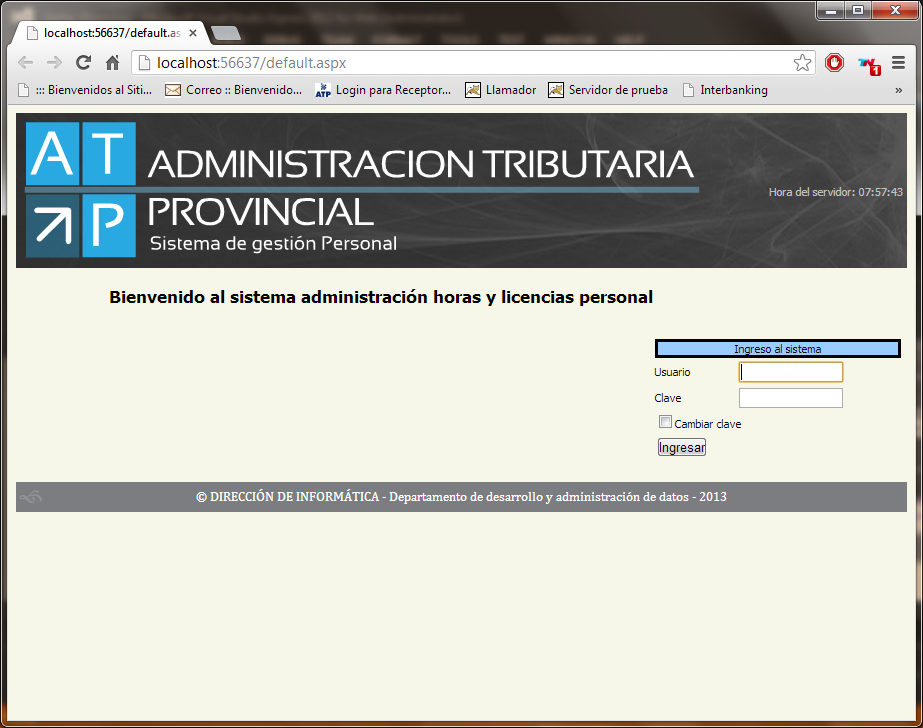 localhost:56637/default.as
localhost:56637/default.aspx
1
::: Bienvenidos al Siti...
Correo :: Bienvenido...
ATP
Login para Receptor...
Llamador
Servidor de prueba
Interbanking
»
A T
P
ADMINISTRACION TRIBUTARIA
PROVINCIAL
Sistema de gestión Personal
Hora del servidor: 07:57:43
Bienvenido al sistema administración horas y licencias personal
Ingreso al sistema
Usuario
Clave
Cambiar clave
Ingresar
© DIRECCIÓN DE INFORMÁTICA - Departamento de desarrollo y administración de datos - 2013